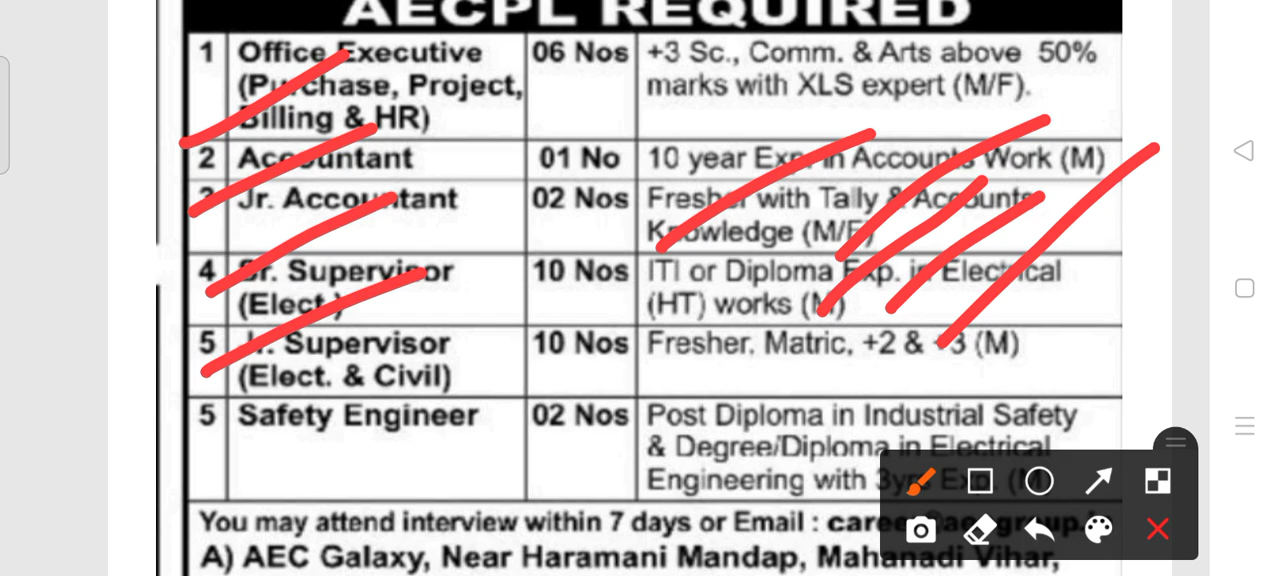 AECPL REQUIRED
1 Office Executive 06 Nos +3 Sc., Comm. & Arts above 50%
(Purchase, Project, marks with XLS expert (M/F).
Billing & HR)
2 Accountant 01 No 10 year Exp. in Accounts Work (M)
3 Jr. Accountant 02 Nos Fresher with Tally & Accounts
Knowledge (M/F)
4 Sr. Supervisor 10 Nos ITI or Diploma Exp. in Electrical
(Elect.) (HT) works (M)
5 Jr. Supervisor 10 Nos Fresher. Matric, +2 & +3 (M)
(Elect. & Civil)
5 Safety Engineer 02 Nos Post Diploma in Industrial Safety
& Degree/Diploma in Electrical
Engineering with 3yrs Exp. (M)
You may attend interview within 7 days or Email :
A) AEC Galaxy, Near Haramani Mandap, Mahanadi Vihar,